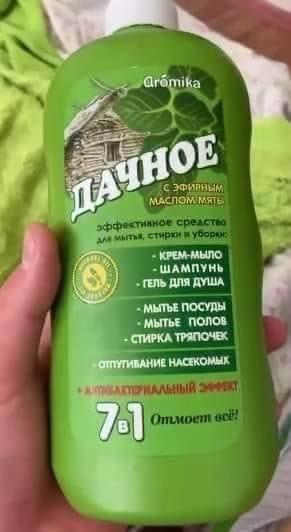 arómika
ДАЧНОЕ
С ЭФИРНЫМ
МАСЛОМ МЯТЫ
эффективное средство
для мытья, стирки и уборки:
- КРЕМ-МЫЛО
- ШАМПУНЬ
- ГЕЛЬ ДЛЯ ДУША
- МЫТЬЕ ПОСУДЫ
- МЫТЬЕ ПОЛОВ
- СТИРКА ТРЯПОЧЕК
- ОТПУГИВАНИЕ НАСЕКОМЫХ
+ АНТИБАКТЕРИАЛЬНЫЙ ЭФФЕКТ
7в1 Отмоет всё!